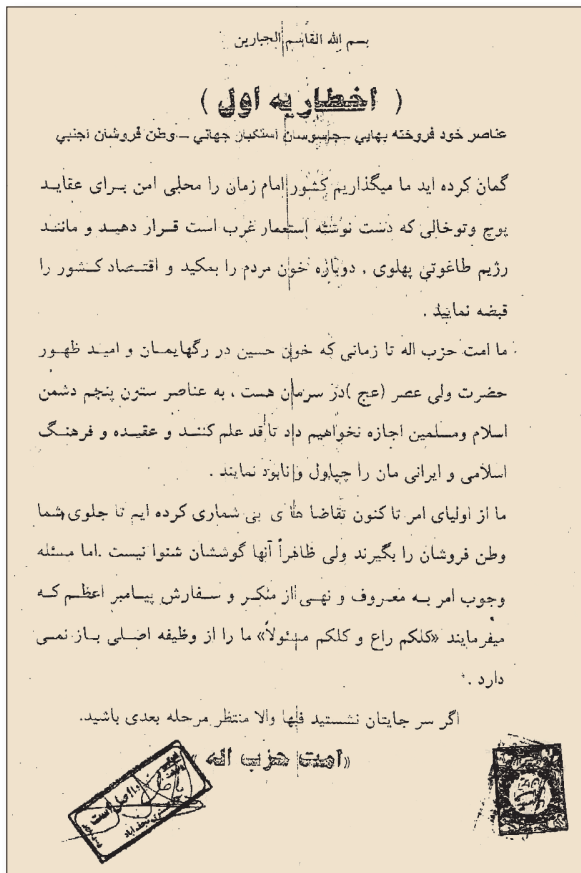 بسم الله القاسم الجبارین
( اخطاریه اول )
عناصر خود فروخته بهایی – جاسوسان استکبار جهانی – وطن فروشان اجنبی
گمان کرده اید ما میگذاریم کشور امام زمان را محلی امن برای عقاید
پوچ وتوخالی که دست نوشته استعمار غرب است قرار دهید و مانند
رژیم طاغوتی پهلوی ، دوباره خون مردم را بمکید و اقتصاد کشور را
قبضه نمایید .
ما امت حزب اله تا زمانی که خون حسین در رگهایمان و امید ظهور
حضرت ولی عصر (عج )در سرمان هست ، به عناصر ستون پنجم دشمن
اسلام ومسلمین اجازه نخواهیم داد تا قد علم کنند و عقیده و فرهنگ
اسلامی و ایرانی مان را چپاول و نابود نمایند .
ما از اولیای امر تا کنون تقاضا های بی شماری کرده ایم تا جلوی شما
وطن فروشان را بگیرند ولی ظاهراً آنها گوششان شنوا نیست .اما مسئله
وجوب امر به معروف و نهی از منکر و سفارش پیامبر اعظم که
میفرمایند «کلکم راع و کلکم مسئولاً» ما را از وظیفه اصلی باز نمی
دارد .
اگر سر جایتان نشستید فبها والا منتظر مرحله بعدی باشید.
«امت حزب اله »
اصل است